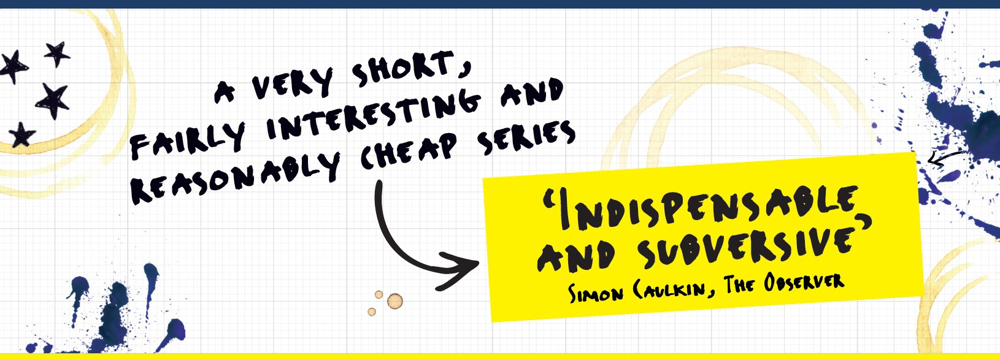 A VERY SHORT,
FAIRLY INTERESTING AND
REASONABLY CHEAP SERIES
‘INDISPENSABLE
AND SUBVERSIVE’
SIMON CAULKIN, THE OBSERVER